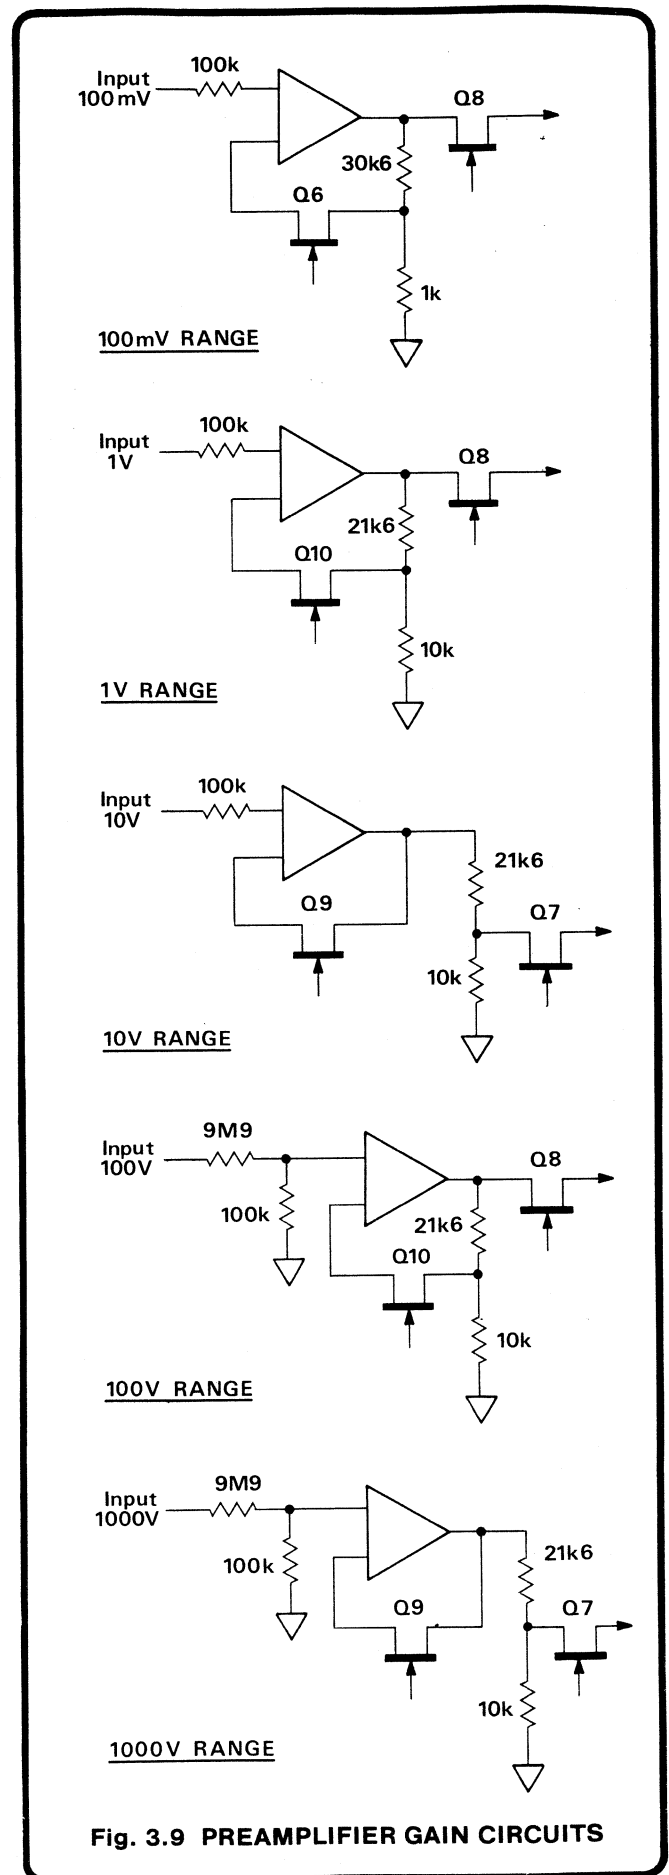 100k
Input
100mV
Q8
30k6
Q6
1k
100mV RANGE
100k
Input
1V
Q8
21k6
Q10
10k
1V RANGE
100k
Input
10V
21k6
Q9
Q7
10k
10V RANGE
9M9
Input
100V
Q8
100k
21k6
Q10
10k
100V RANGE
9M9
Input
1000V
21k6
100k
Q9
Q7
10k
1000V RANGE
Fig. 3.9 PREAMPLIFIER GAIN CIRCUITS